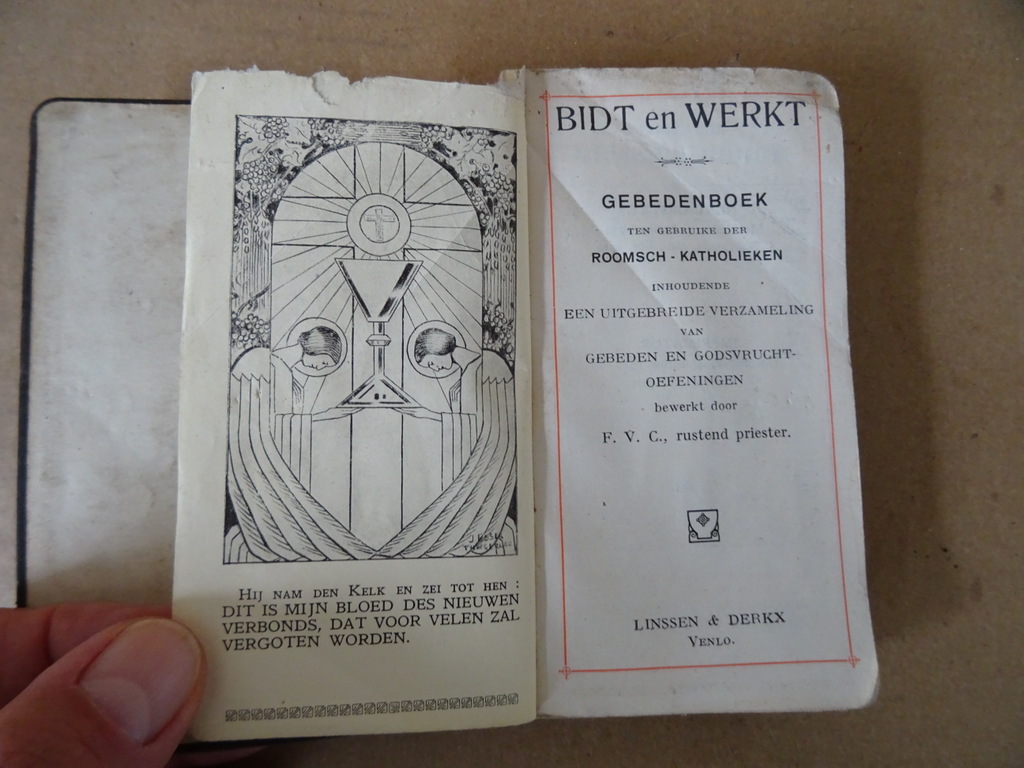 Hij nam den Kelk en zei tot hen :
DIT IS MIJN BLOED DES NIEUWEN
VERBONDS, DAT VOOR VELEN ZAL
VERGOTEN WORDEN.
BIDT en WERKT
GEBEDENBOEK
TEN GEBRUIKE DER
ROOMSCH - KATHOLIEKEN
INHOUDENDE
EEN UITGEBREIDE VERZAMELING
VAN
GEBEDEN EN GODSVRUCHT-
OEFENINGEN
bewerkt door
F. V. C., rustend priester.
LINSSEN & DERKX
Venlo.